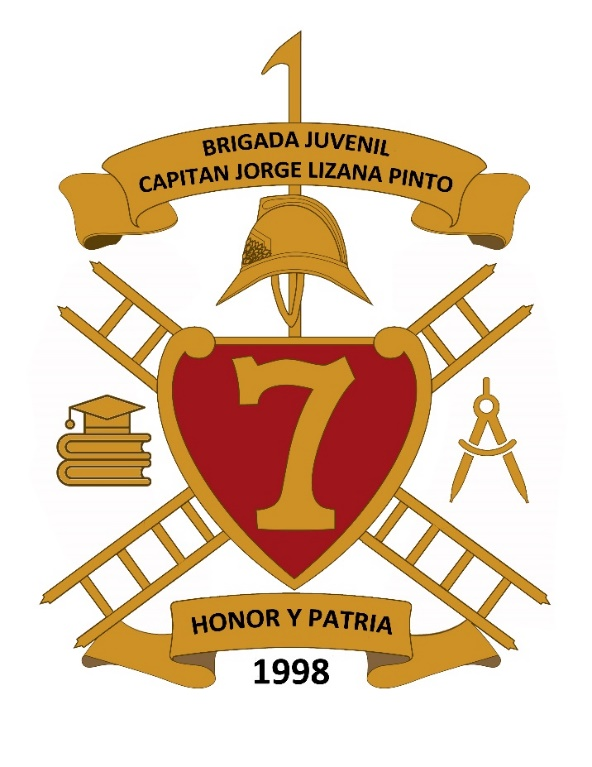 BRIGADA JUVENIL
CAPITAN JORGE LIZANA PINTO
7
HONOR Y PATRIA
1998